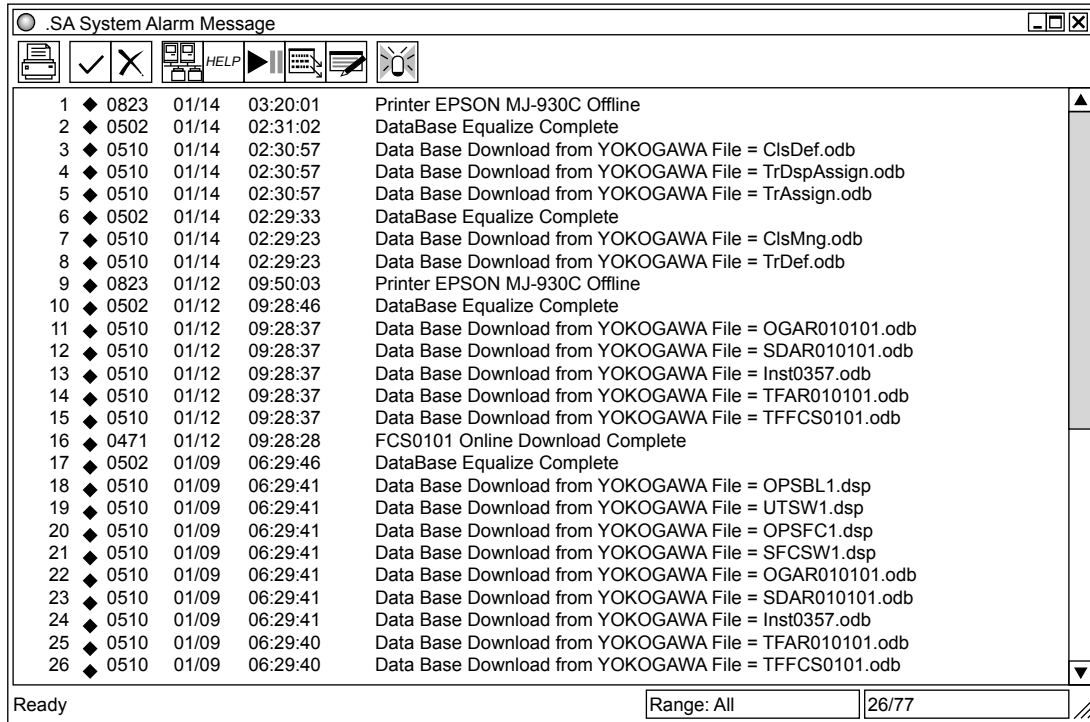 .SA System Alarm Message
HELP
1 ◆ 0823 01/14 03:20:01 Printer EPSON MJ-930C Offline
2 ◆ 0502 01/14 02:31:02 DataBase Equalize Complete
3 ◆ 0510 01/14 02:30:57 Data Base Download from YOKOGAWA File = ClsDef.odb
4 ◆ 0510 01/14 02:30:57 Data Base Download from YOKOGAWA File = TrDspAssign.odb
5 ◆ 0510 01/14 02:30:57 Data Base Download from YOKOGAWA File = TrAssign.odb
6 ◆ 0502 01/14 02:29:33 DataBase Equalize Complete
7 ◆ 0510 01/14 02:29:23 Data Base Download from YOKOGAWA File = ClsMng.odb
8 ◆ 0510 01/14 02:29:23 Data Base Download from YOKOGAWA File = TrDef.odb
9 ◆ 0823 01/12 09:50:03 Printer EPSON MJ-930C Offline
10 ◆ 0502 01/12 09:28:46 DataBase Equalize Complete
11 ◆ 0510 01/12 09:28:37 Data Base Download from YOKOGAWA File = OGAR010101.odb
12 ◆ 0510 01/12 09:28:37 Data Base Download from YOKOGAWA File = SDAR010101.odb
13 ◆ 0510 01/12 09:28:37 Data Base Download from YOKOGAWA File = Inst0357.odb
14 ◆ 0510 01/12 09:28:37 Data Base Download from YOKOGAWA File = TFAR010101.odb
15 ◆ 0510 01/12 09:28:37 Data Base Download from YOKOGAWA File = TFFCS0101.odb
16 ◆ 0471 01/12 09:28:28 FCS0101 Online Download Complete
17 ◆ 0502 01/09 06:29:46 DataBase Equalize Complete
18 ◆ 0510 01/09 06:29:41 Data Base Download from YOKOGAWA File = OPSBL1.dsp
19 ◆ 0510 01/09 06:29:41 Data Base Download from YOKOGAWA File = UTSW1.dsp
20 ◆ 0510 01/09 06:29:41 Data Base Download from YOKOGAWA File = OPSFC1.dsp
21 ◆ 0510 01/09 06:29:41 Data Base Download from YOKOGAWA File = SFCSW1.dsp
22 ◆ 0510 01/09 06:29:41 Data Base Download from YOKOGAWA File = OGAR010101.odb
23 ◆ 0510 01/09 06:29:41 Data Base Download from YOKOGAWA File = SDAR010101.odb
24 ◆ 0510 01/09 06:29:41 Data Base Download from YOKOGAWA File = Inst0357.odb
25 ◆ 0510 01/09 06:29:40 Data Base Download from YOKOGAWA File = TFAR010101.odb
26 ◆ 0510 01/09 06:29:40 Data Base Download from YOKOGAWA File = TFFCS0101.odb
Ready Range: All 26/77